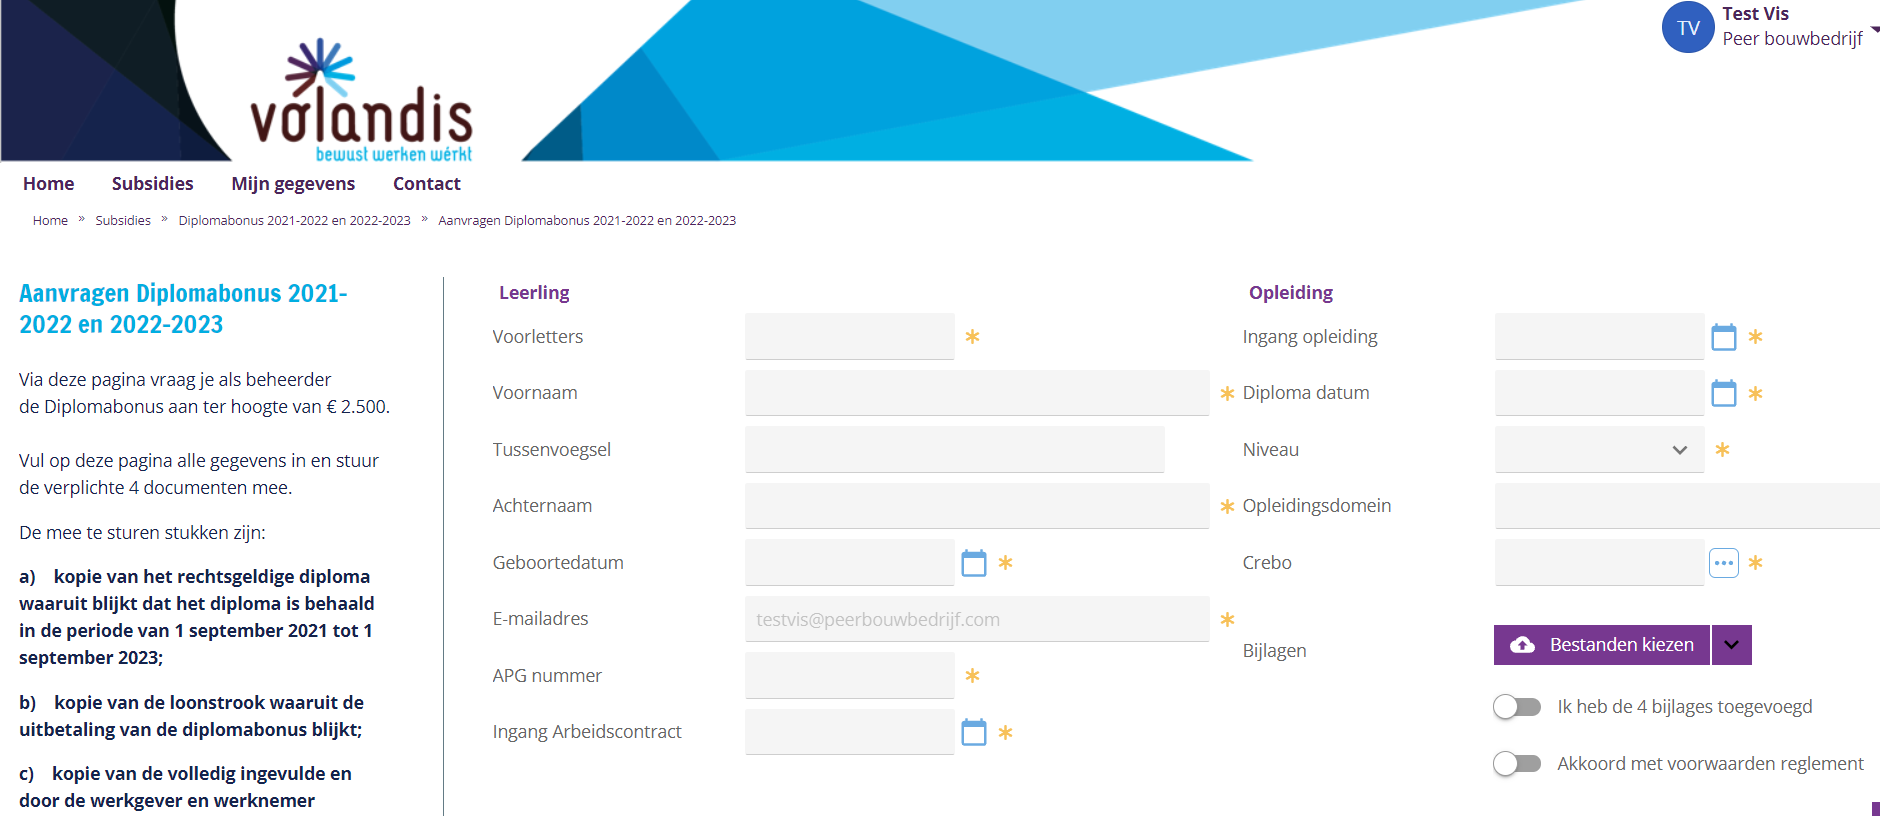 TV
Test Vis
Peer bouwbedrijf
volandis
bewust werken wérkt
Home Subsidies Mijn gegevens Contact
Home » Subsidies » Diplomabonus 2021-2022 en 2022-2023 » Aanvragen Diplomabonus 2021-2022 en 2022-2023
Aanvragen Diplomabonus 2021-
2022 en 2022-2023
Via deze pagina vraag je als beheerder
de Diplomabonus aan ter hoogte van € 2.500.
Vul op deze pagina alle gegevens in en stuur
de verplichte 4 documenten mee.
De mee te sturen stukken zijn:
a) kopie van het rechtsgeldige diploma
waaruit blijkt dat het diploma is behaald
in de periode van 1 september 2021 tot 1
september 2023;
b) kopie van de loonstrook waaruit de
uitbetaling van de diplomabonus blijkt;
c) kopie van de volledig ingevulde en
door de werkgever en werknemer
Leerling
Voorletters *
Voornaam *
Tussenvoegsel
Achternaam *
Geboortedatum *
E-mailadres testvis@peerbouwbedrijf.com *
APG nummer *
Ingang Arbeidscontract *
Opleiding
Ingang opleiding *
Diploma datum *
Niveau *
Opleidingsdomein
Crebo ... *
Bijlagen
Bestanden kiezen
Ik heb de 4 bijlages toegevoegd
Akkoord met voorwaarden reglement